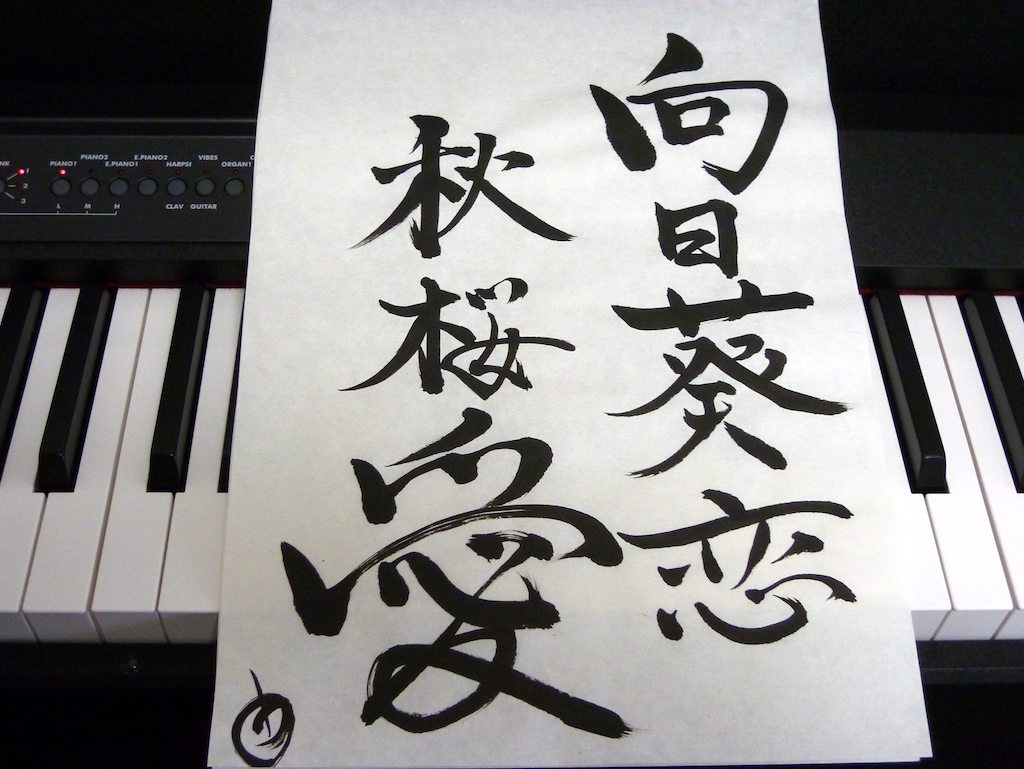 向日葵恋
秋桜愛
PIANO2 E.PIANO2 VIBES
PIANO1 E.PIANO1 HARPSI ORGAN1
1
2
3
L M H CLAV GUITAR